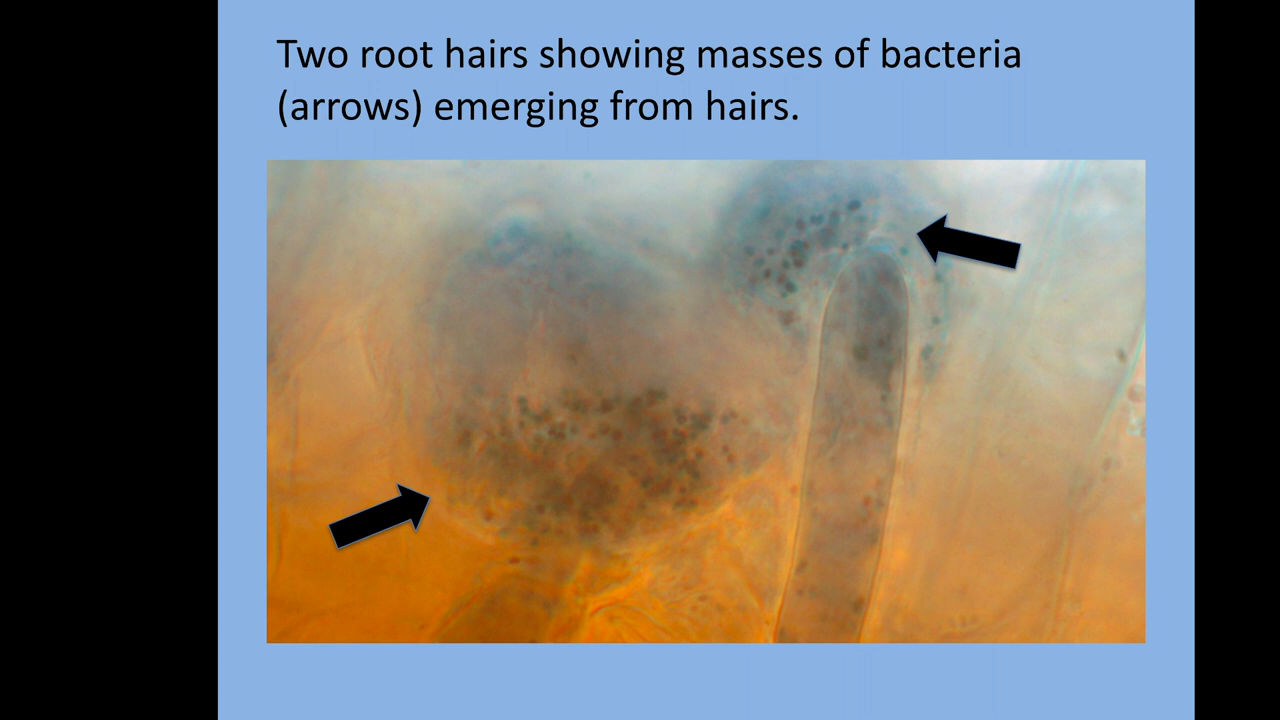 Two root hairs showing masses of bacteria
(arrows) emerging from hairs.